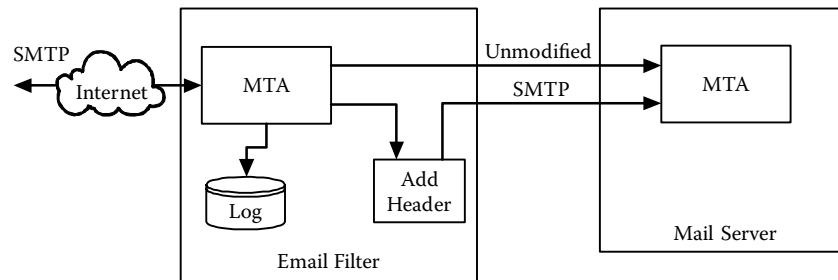 SMTP
Internet
MTA
Unmodified
SMTP
MTA
Log
Add
Header
Email Filter
Mail Server